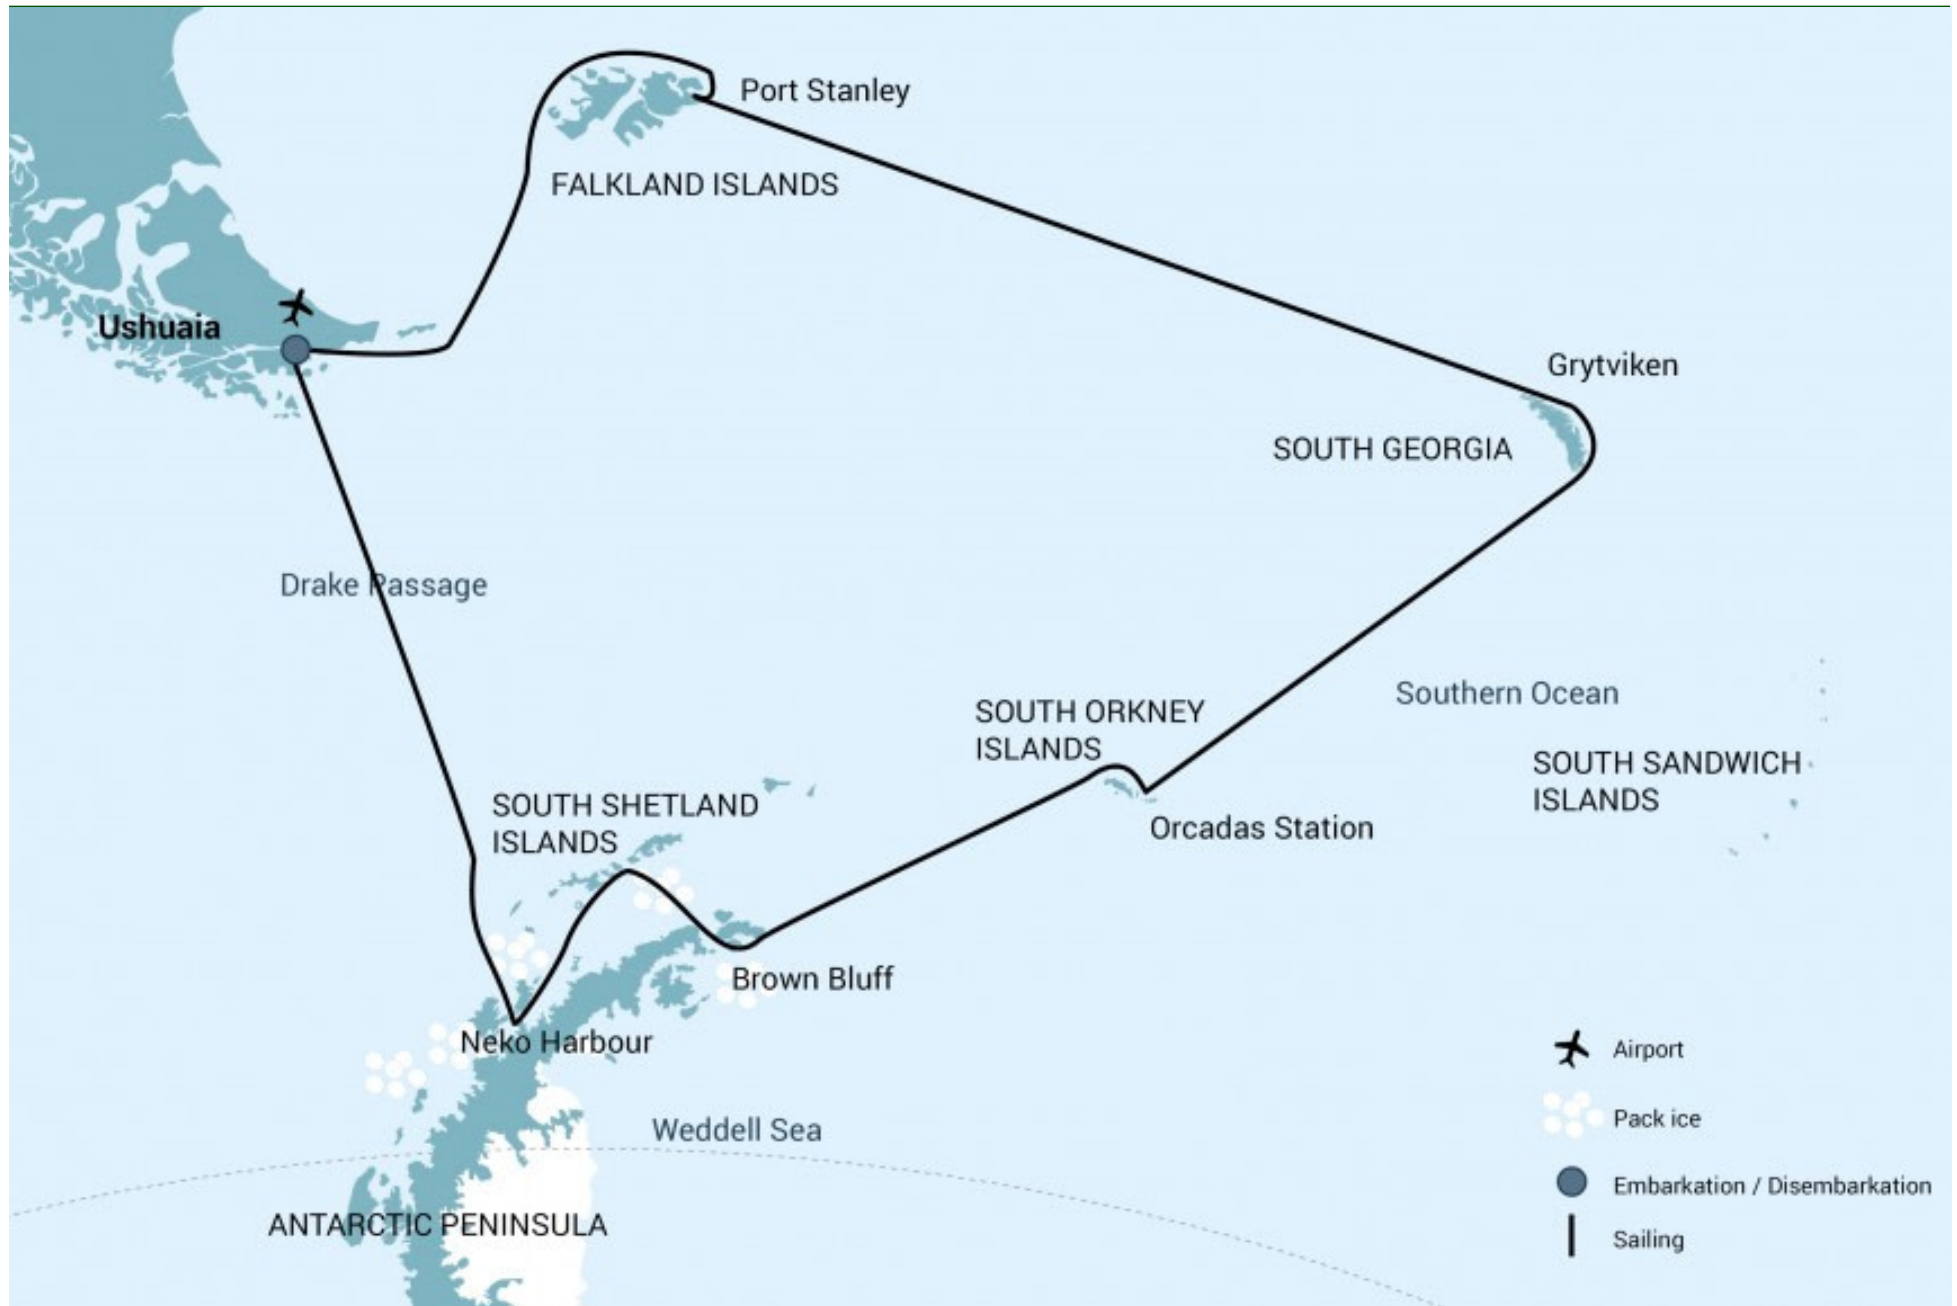 Port Stanley
FALKLAND ISLANDS
Ushuaia
Grytviken
SOUTH GEORGIA
Drake Passage
Southern Ocean
SOUTH ORKNEY
ISLANDS
SOUTH SANDWICH
ISLANDS
SOUTH SHETLAND
ISLANDS
Orcadas Station
Brown Bluff
Neko Harbour
Weddell Sea
ANTARCTIC PENINSULA
Airport
Pack ice
Embarkation / Disembarkation
Sailing